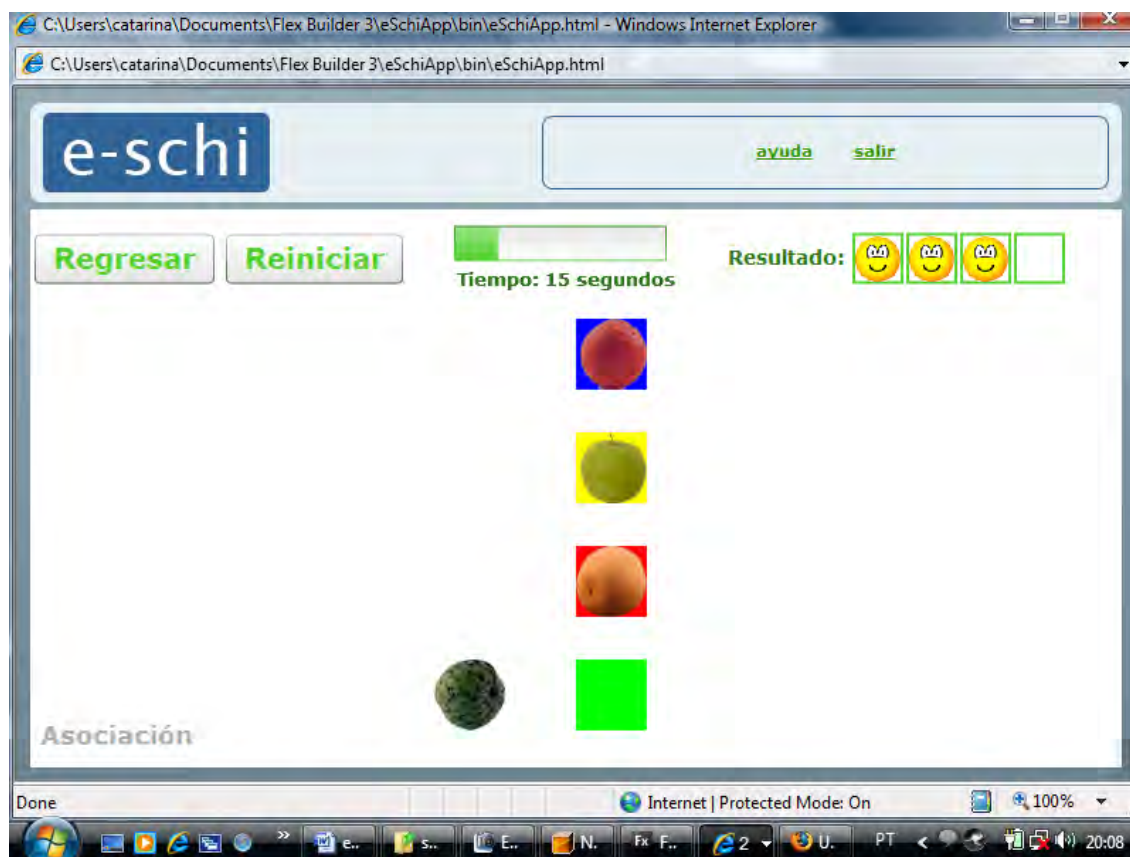 C:\Users\catarina\Documents\Flex Builder 3\eSchiApp\bin\eSchiApp.html - Windows Internet Explorer
C:\Users\catarina\Documents\Flex Builder 3\eSchiApp\bin\eSchiApp.html
e-schi
ayuda salir
Regresar Reiniciar
Tiempo: 15 segundos
Resultado:
Asociación
Done Internet | Protected Mode: On 100%
» e.. s.. E.. N. Fx F.. 2 U. PT < 20:08